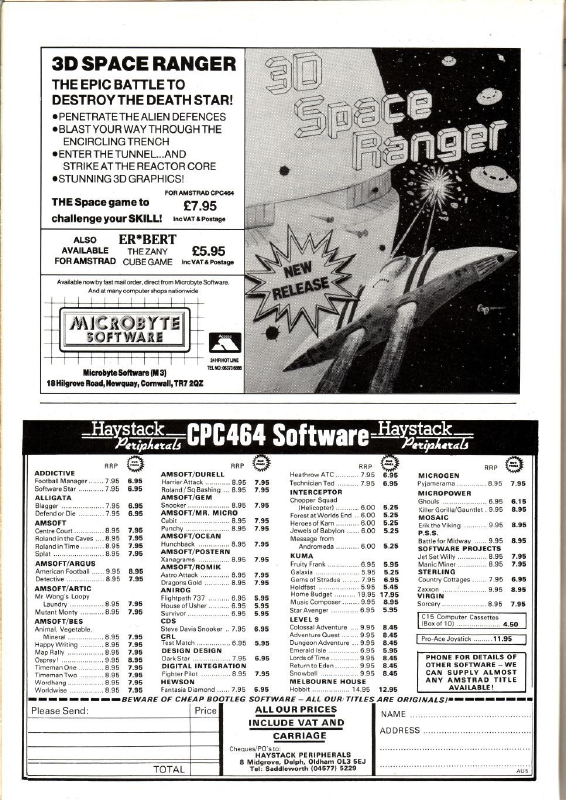 3D SPACE RANGER
THE EPIC BATTLE TO
DESTROY THE DEATH STAR!
●PENETRATE THE ALIEN DEFENCES
●BLAST YOUR WAY THROUGH THE
ENCIRCLING TRENCH
●ENTER THE TUNNEL...AND
STRIKE AT THE REACTOR CORE
●STUNNING 3D GRAPHICS!
FOR AMSTRAD CPC464
THE Space game to
challenge your SKILL!
£7.95
Inc VAT & Postage
ALSO
AVAILABLE
FOR AMSTRAD
ER*BERT
THE ZANY
CUBE GAME
£5.95
Inc VAT & Postage
Available now by fast mail order, direct from Microbyte Software.
And at many computer shops nationwide
MICROBYTE
SOFTWARE
24 HR HOT LINE
Microbyte Software (M3)
18 Hilgrove Road, Newquay, Cornwall, TR7 2QZ
3D
Space
Ranger
NEW
RELEASE
Haystack
Peripherals
CPC464 Software
Haystack
Peripherals
RRP
ADDICTIVE
Football Manager ...... 7.95 6.95
Software Star ...... 7.95 6.95
ALLIGATA
Blagger ...... 7.95 6.95
Defend or Die ...... 7.95 6.95
AMSOFT
Centre Court ...... 8.95 7.95
Roland in the Caves ... 8.95 7.95
Roland in Time ...... 8.95 7.95
Splat ...... 8.95 7.95
AMSOFT/ARGUS
American Football .... 9.95 8.95
Detective ...... 8.95 7.95
AMSOFT/ARTIC
Mr Wong's Loopy
Laundry ...... 8.95 7.95
Mutant Monty ...... 8.95 7.95
AMSOFT/BES
Animal, Vegetable,
Mineral ...... 8.95 7.95
Happy Writing ...... 8.95 7.95
Map Rally ...... 8.95 7.95
Osprey! ...... 9.95 8.95
Timeman One ...... 8.95 7.95
Timeman Two ...... 8.95 7.95
Wordhang ...... 8.95 7.95
Worldwise ...... 8.95 7.95
RRP
AMSOFT/DURELL
Harrier Attack ...... 8.95 7.95
Roland/Sq Bashing ... 8.95 7.95
AMSOFT/GEM
Snooker ...... 8.95 7.95
AMSOFT/MR. MICRO
Cubit ...... 8.95 7.95
Punchy ...... 8.95 7.95
AMSOFT/OCEAN
Hunchback ...... 8.95 7.95
AMSOFT/POSTERN
Xanagrams ...... 8.95 7.95
AMSOFT/ROMIK
Astro Attack ...... 8.95 7.95
Dragons Gold ...... 8.95 7.95
ANIROG
Flightpath 737 ...... 6.95 5.95
House of Usher ...... 6.95 5.95
Survivor ...... 6.95 5.95
CDS
Steve Davis Snooker .. 7.95 6.95
CRL
Test Match ...... 6.95 5.95
DESIGN DESIGN
Dark Star ...... 7.95 6.95
DIGITAL INTEGRATION
Fighter Pilot ...... 8.95 7.95
HEWSON
Fantasia Diamond ..... 7.95 6.95
RRP
Heathrow ATC ...... 7.95 6.95
Technician Ted ...... 7.95 6.95
INTERCEPTOR
Chopper Squad
(Helicopter) ...... 6.00 5.25
Forest at Worlds End ... 6.00 5.25
Heroes of Karn ...... 6.00 5.25
Jewels of Babylon ..... 6.00 5.25
Message from
Andromeda ...... 6.00 5.25
KUMA
Fruity Frank ...... 6.95 5.95
Galaxia ...... 5.95 5.25
Gems of Stradus ...... 7.95 6.95
Holdfast ...... 5.95 5.45
Home Budget ...... 19.95 17.95
Music Composer ...... 9.95 8.95
Star Avenger ...... 6.95 5.95
LEVEL 9
Colossal Adventure ... 9.95 8.45
Adventure Quest ...... 9.95 8.45
Dungeon Adventure ... 9.95 8.45
Emerald Isle ...... 6.95 5.95
Lords of Time ...... 9.95 8.45
Return to Eden ...... 9.95 8.45
Snowball ...... 9.95 8.45
MELBOURNE HOUSE
Hobbit ...... 14.95 12.95
RRP
MICROGEN
Pyjamarama ...... 8.95 7.95
MICROPOWER
Ghouls ...... 6.95 6.15
Killer Gorilla/Gauntlet .. 9.95 8.95
MOSAIC
Erik the Viking ...... 9.95 8.95
P.S.S.
Battle for Midway ..... 9.95 8.95
SOFTWARE PROJECTS
Jet Set Willy ...... 8.95 7.95
Manic Miner ...... 8.95 7.95
STERLING
Country Cottages ..... 7.95 6.95
Zaxxon ...... 9.95 8.95
VIRGIN
Sorcery ...... 8.95 7.95
C15 Computer Cassettes
(Box of 10) ...... 4.50
Pro-Ace Joystick ...... 11.95
PHONE FOR DETAILS OF
OTHER SOFTWARE – WE
CAN SUPPLY ALMOST
ANY AMSTRAD TITLE
AVAILABLE!
BEWARE OF CHEAP BOOTLEG SOFTWARE – ALL OUR TITLES ARE ORIGINALS!
Please Send:
Price
TOTAL
ALL OUR PRICES
INCLUDE VAT AND
CARRIAGE
Cheques/PO's to:
HAYSTACK PERIPHERALS
8 Midgrove, Delph, Oldham OL3 5EJ
Tel: Saddleworth (04577) 5229
NAME
ADDRESS
AU5